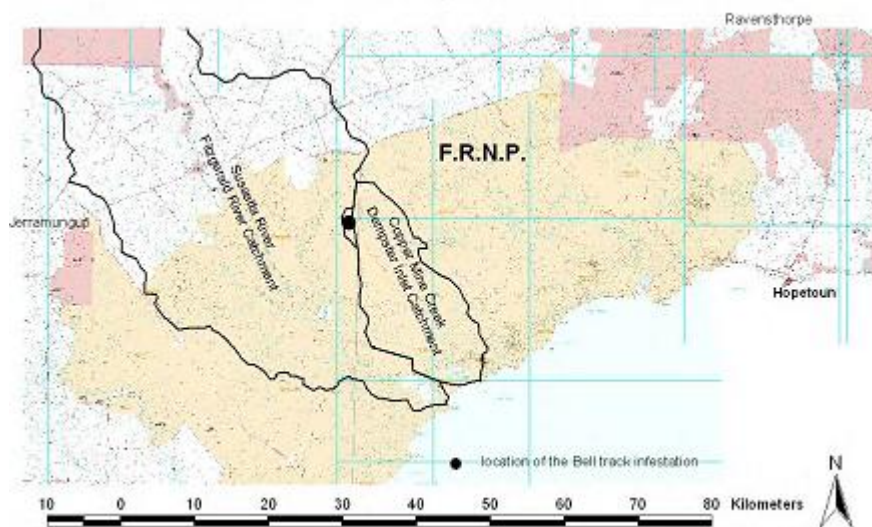 Ravensthorpe
F.R.N.P.
Susetta River
Fitzgerald River Catchment
Copper Mine Creek
Dempster Inlet Catchment
Jerramungup
Hopetoun
location of the Bell track infestation
N
10 0 10 20 30 40 50 60 70 80 Kilometers